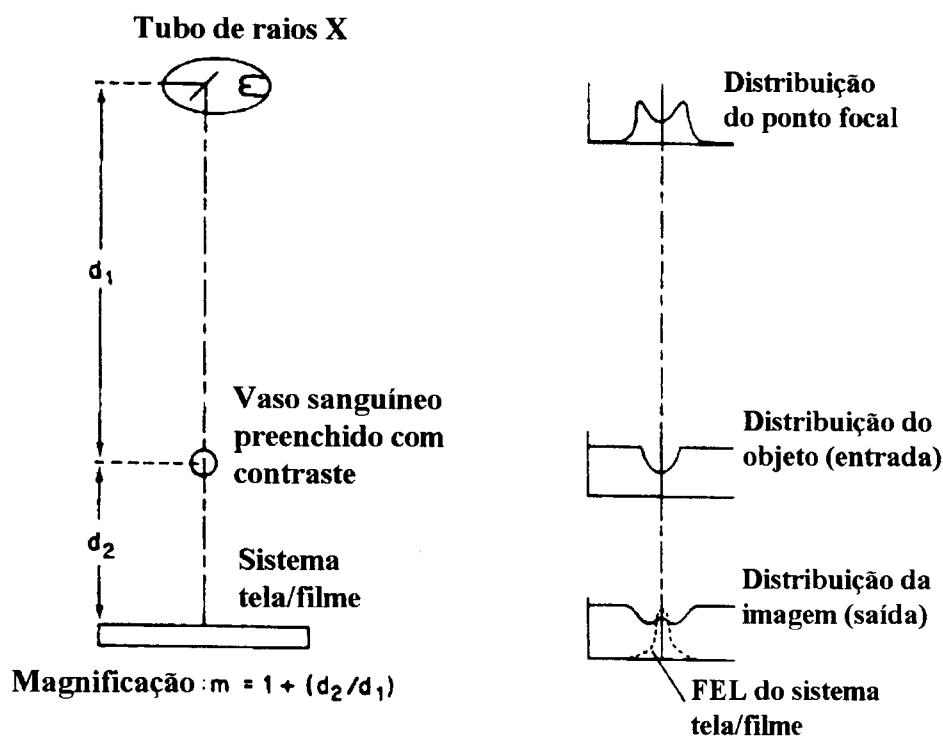 Tubo de raios X
Distribuição
do ponto focal
d₁
Vaso sanguíneo
preenchido com
contraste
Distribuição do
objeto (entrada)
d₂
Sistema
tela/filme
Distribuição da
imagem (saída)
Magnificação : m = 1 + (d₂/d₁)
FEL do sistema
tela/filme